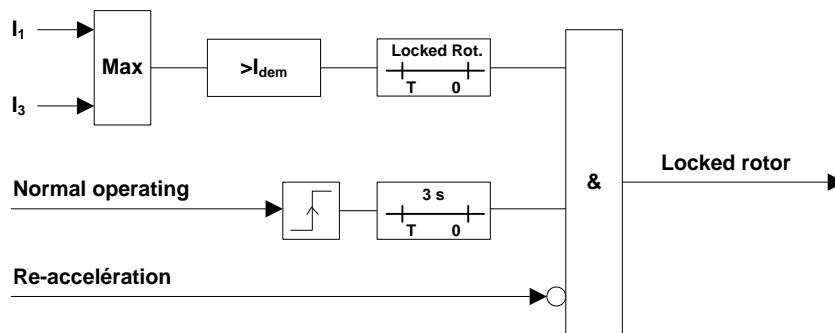 I1
Max
>Idem
Locked Rot.
T 0
I3
Normal operating
3 s
T 0
&
Locked rotor
Re-accelération